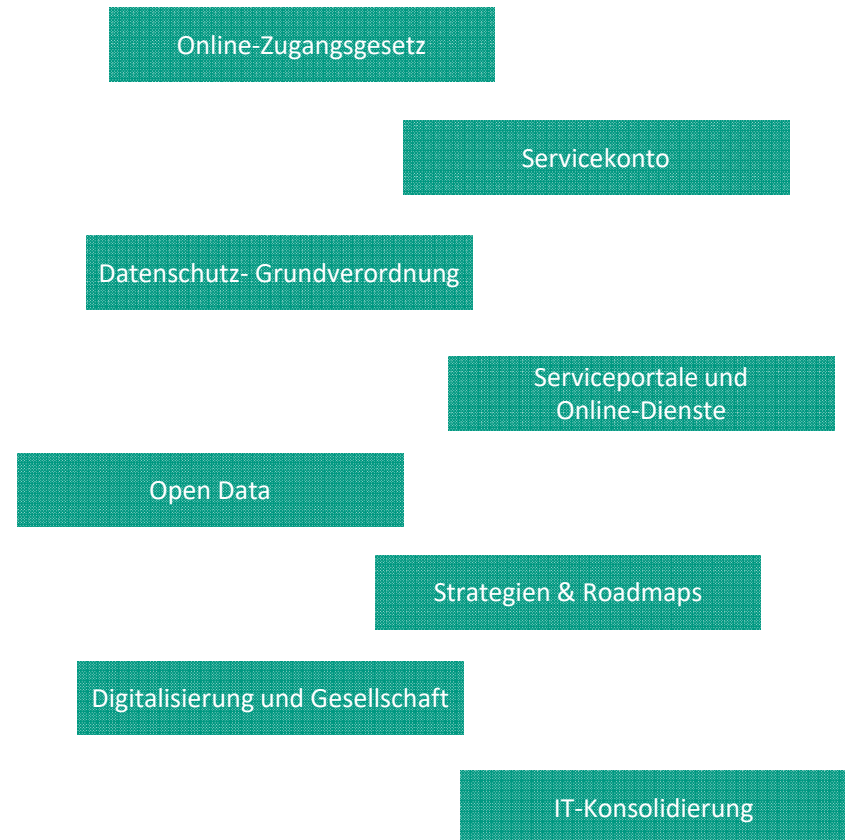 Online-Zugangsgesetz
Servicekonto
Datenschutz- Grundverordnung
Serviceportale und
Online-Dienste
Open Data
Strategien & Roadmaps
Digitalisierung und Gesellschaft
IT-Konsolidierung